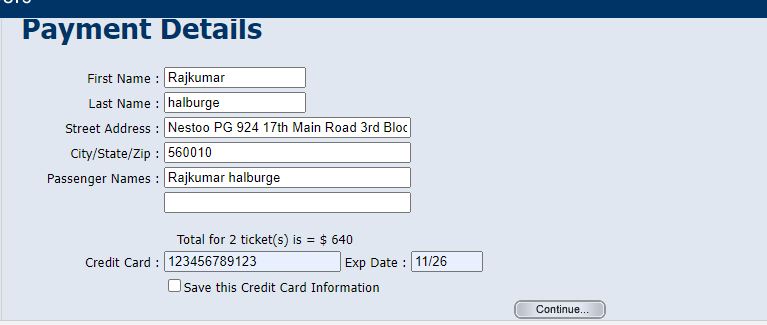 Payment Details
First Name : Rajkumar
Last Name : halburge
Street Address : Nestoo PG 924 17th Main Road 3rd Bloc
City/State/Zip : 560010
Passenger Names : Rajkumar halburge
Total for 2 ticket(s) is = $ 640
Credit Card : 123456789123 Exp Date : 11/26
Save this Credit Card Information
Continue...